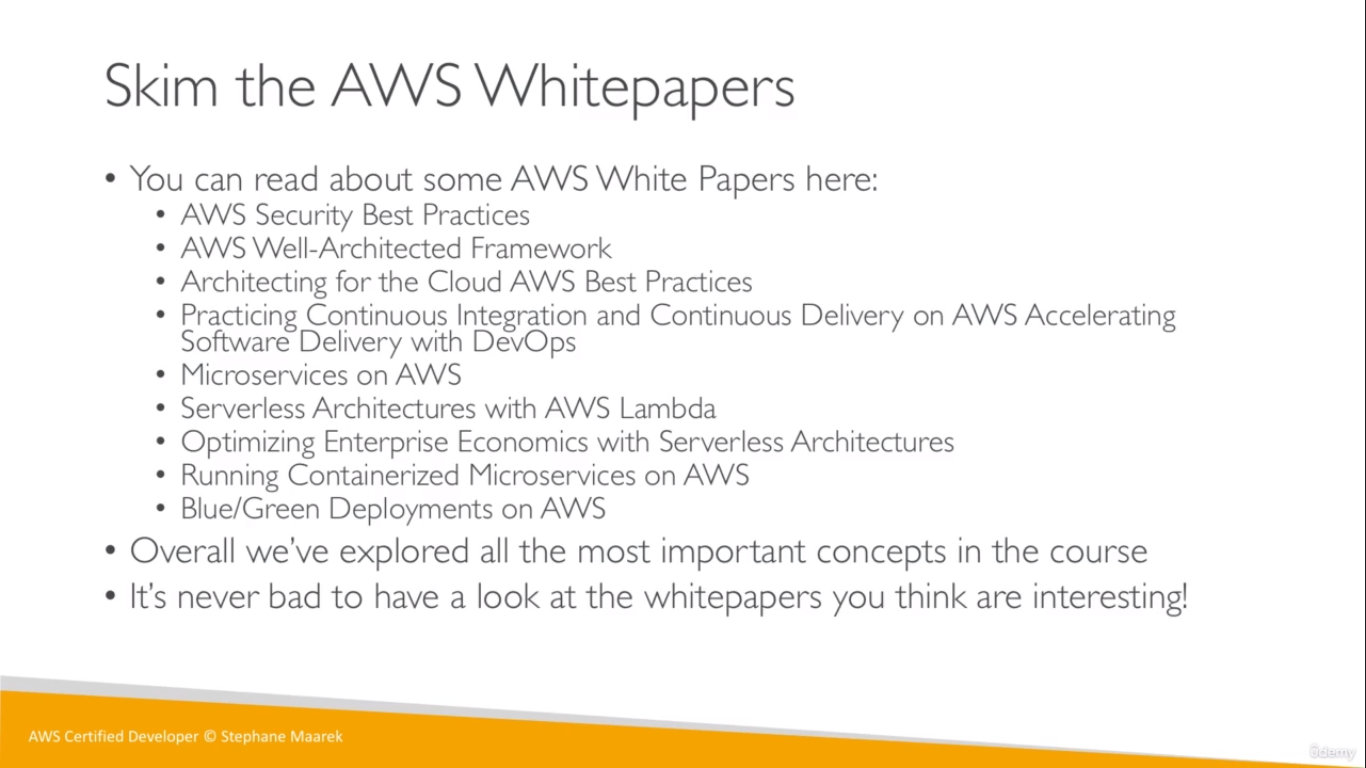 Skim the AWS Whitepapers
• You can read about some AWS White Papers here:
• AWS Security Best Practices
• AWS Well-Architected Framework
• Architecting for the Cloud AWS Best Practices
• Practicing Continuous Integration and Continuous Delivery on AWS Accelerating
Software Delivery with DevOps
• Microservices on AWS
• Serverless Architectures with AWS Lambda
• Optimizing Enterprise Economics with Serverless Architectures
• Running Containerized Microservices on AWS
• Blue/Green Deployments on AWS
• Overall we’ve explored all the most important concepts in the course
• It’s never bad to have a look at the whitepapers you think are interesting!
AWS Certified Developer © Stephane Maarek
ûdemy